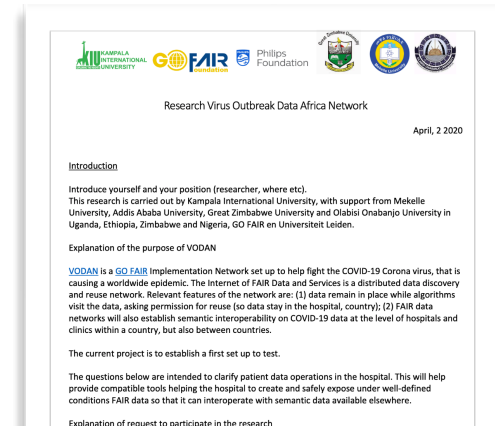 KAMPALA
INTERNATIONAL
UNIVERSITY
GO FAIR
foundation
Philips
Foundation
Great Zimbabwe University
Research Virus Outbreak Data Africa Network
April, 2 2020
Introduction
Introduce yourself and your position (researcher, where etc).
This research is carried out by Kampala International University, with support from Mekelle
University, Addis Ababa University, Great Zimbabwe University and Olabisi Onabanjo University in
Uganda, Ethiopia, Zimbabwe and Nigeria, GO FAIR en Universiteit Leiden.
Explanation of the purpose of VODAN
VODAN is a GO FAIR Implementation Network set up to help fight the COVID-19 Corona virus, that is
causing a worldwide epidemic. The Internet of FAIR Data and Services is a distributed data discovery
and reuse network. Relevant features of the network are: (1) data remain in place while algorithms
visit the data, asking permission for reuse (so data stay in the hospital, country); (2) FAIR data
networks will also establish semantic interoperability on COVID-19 data at the level of hospitals and
clinics within a country, but also between countries.
The current project is to establish a first set up to test.
The questions below are intended to clarify patient data operations in the hospital. This will help
provide compatible tools helping the hospital to create and safely expose under well-defined
conditions FAIR data so that it can interoperate with semantic data available elsewhere.
Explanation of request to participate in the research